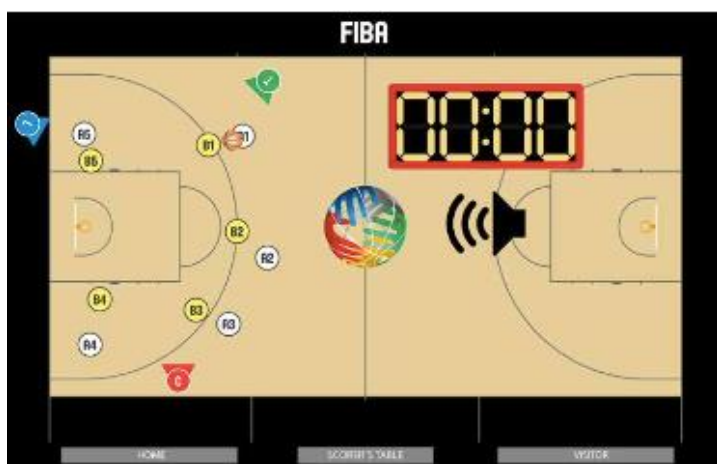 FIBA
00:00
A5
B5
B1
A1
B2
A2
B4
B3
A3
A4
C
HOME
SCORER'S TABLE
VISITOR